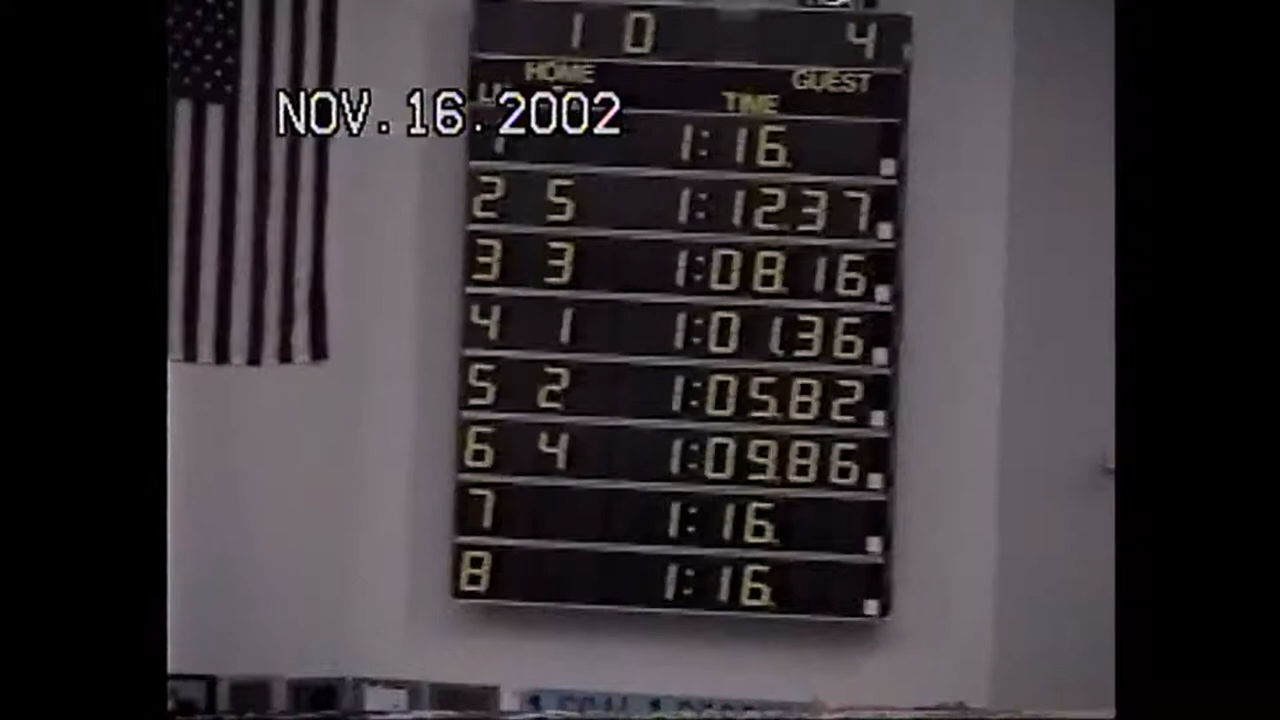 10 4
HOME GUEST
TIME
NOV.16.2002
1 1:16.
2 5 1:12.37
3 3 1:08.16
4 1 1:01.36
5 2 1:05.82
6 4 1:09.86
7 1:16.
8 1:16.